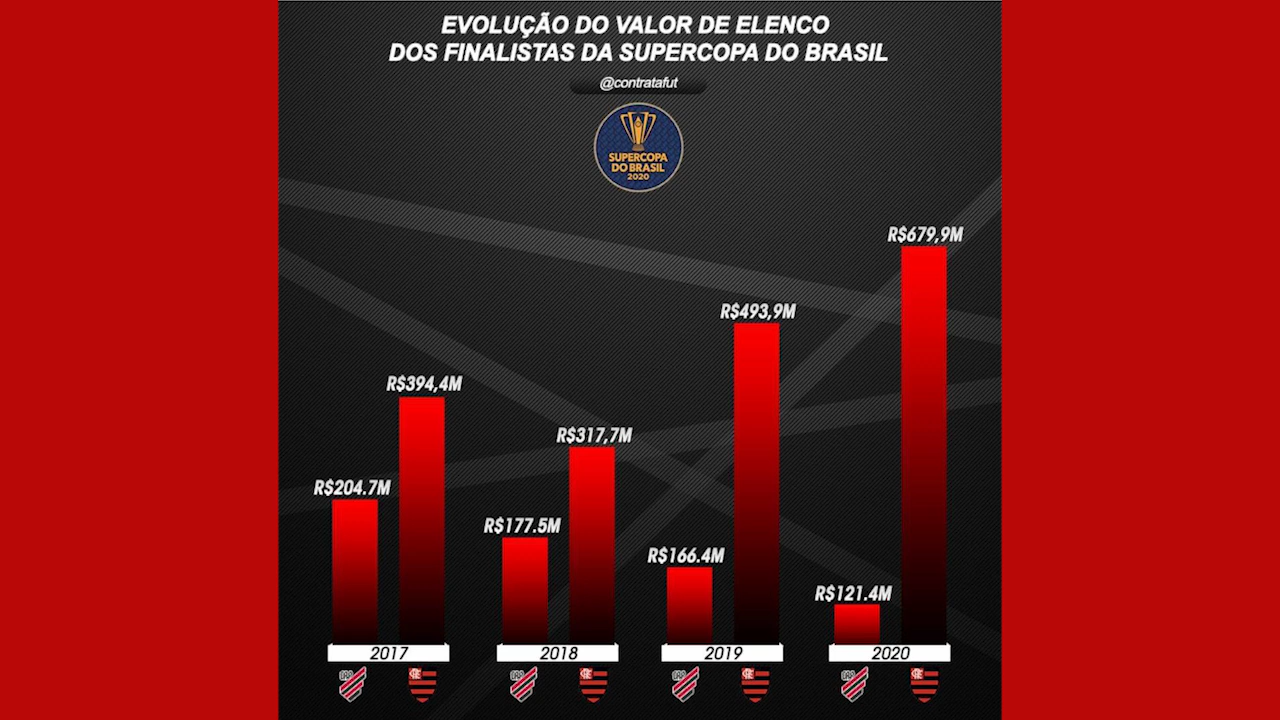 EVOLUÇÃO DO VALOR DE ELENCO
DOS FINALISTAS DA SUPERCOPA DO BRASIL
@contratafut
SUPERCOPA
DO BRASIL
2020
R$679,9M
R$493,9M
R$394,4M
R$317,7M
R$204.7M
R$177.5M
R$166.4M
R$121.4M
2017
2018
2019
2020